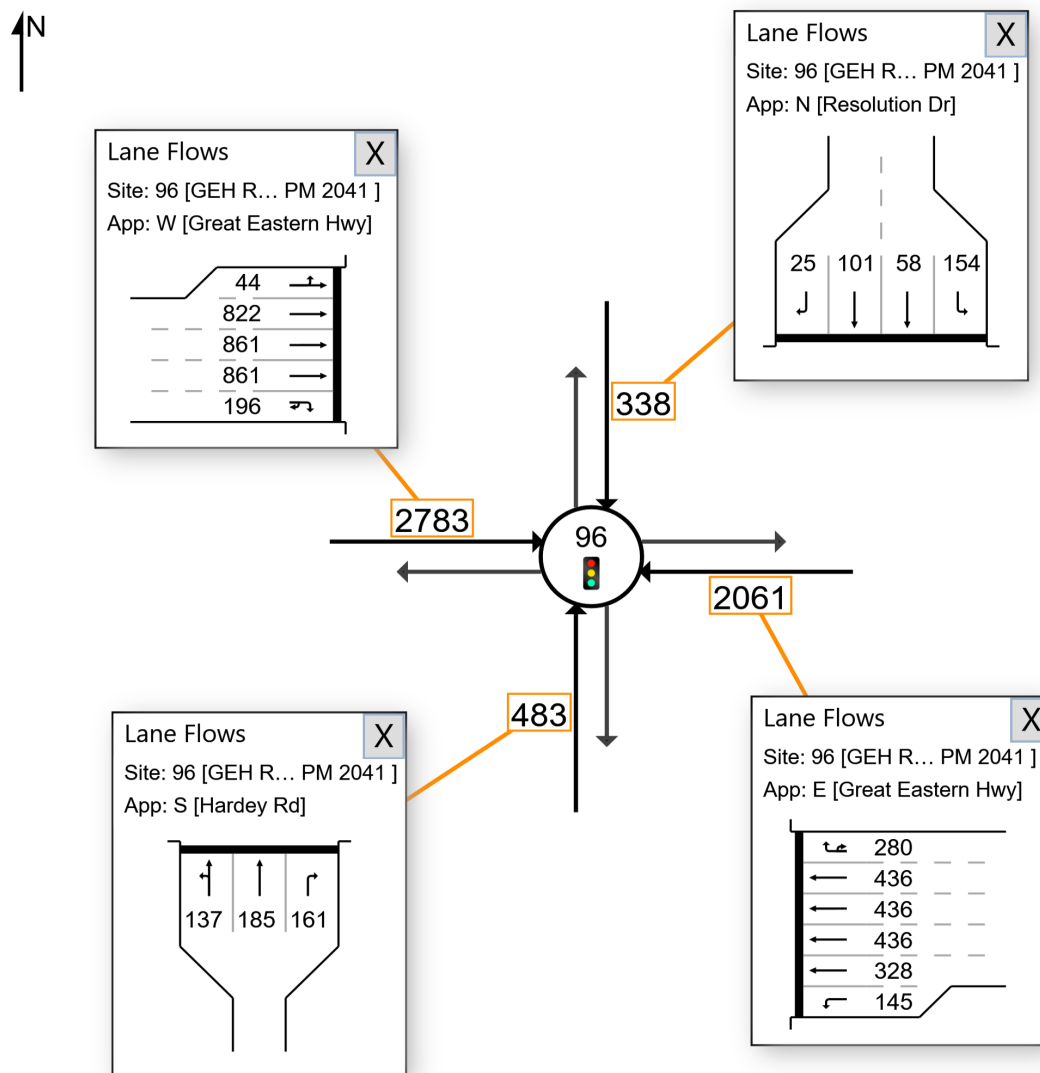 N
Lane Flows X
Site: 96 [GEH R... PM 2041 ]
App: N [Resolution Dr]
25 101 58 154
Lane Flows X
Site: 96 [GEH R... PM 2041 ]
App: W [Great Eastern Hwy]
44
822
861
861
196
338
2783
96
2061
483
Lane Flows X
Site: 96 [GEH R... PM 2041 ]
App: S [Hardey Rd]
137 185 161
Lane Flows X
Site: 96 [GEH R... PM 2041 ]
App: E [Great Eastern Hwy]
280
436
436
436
328
145